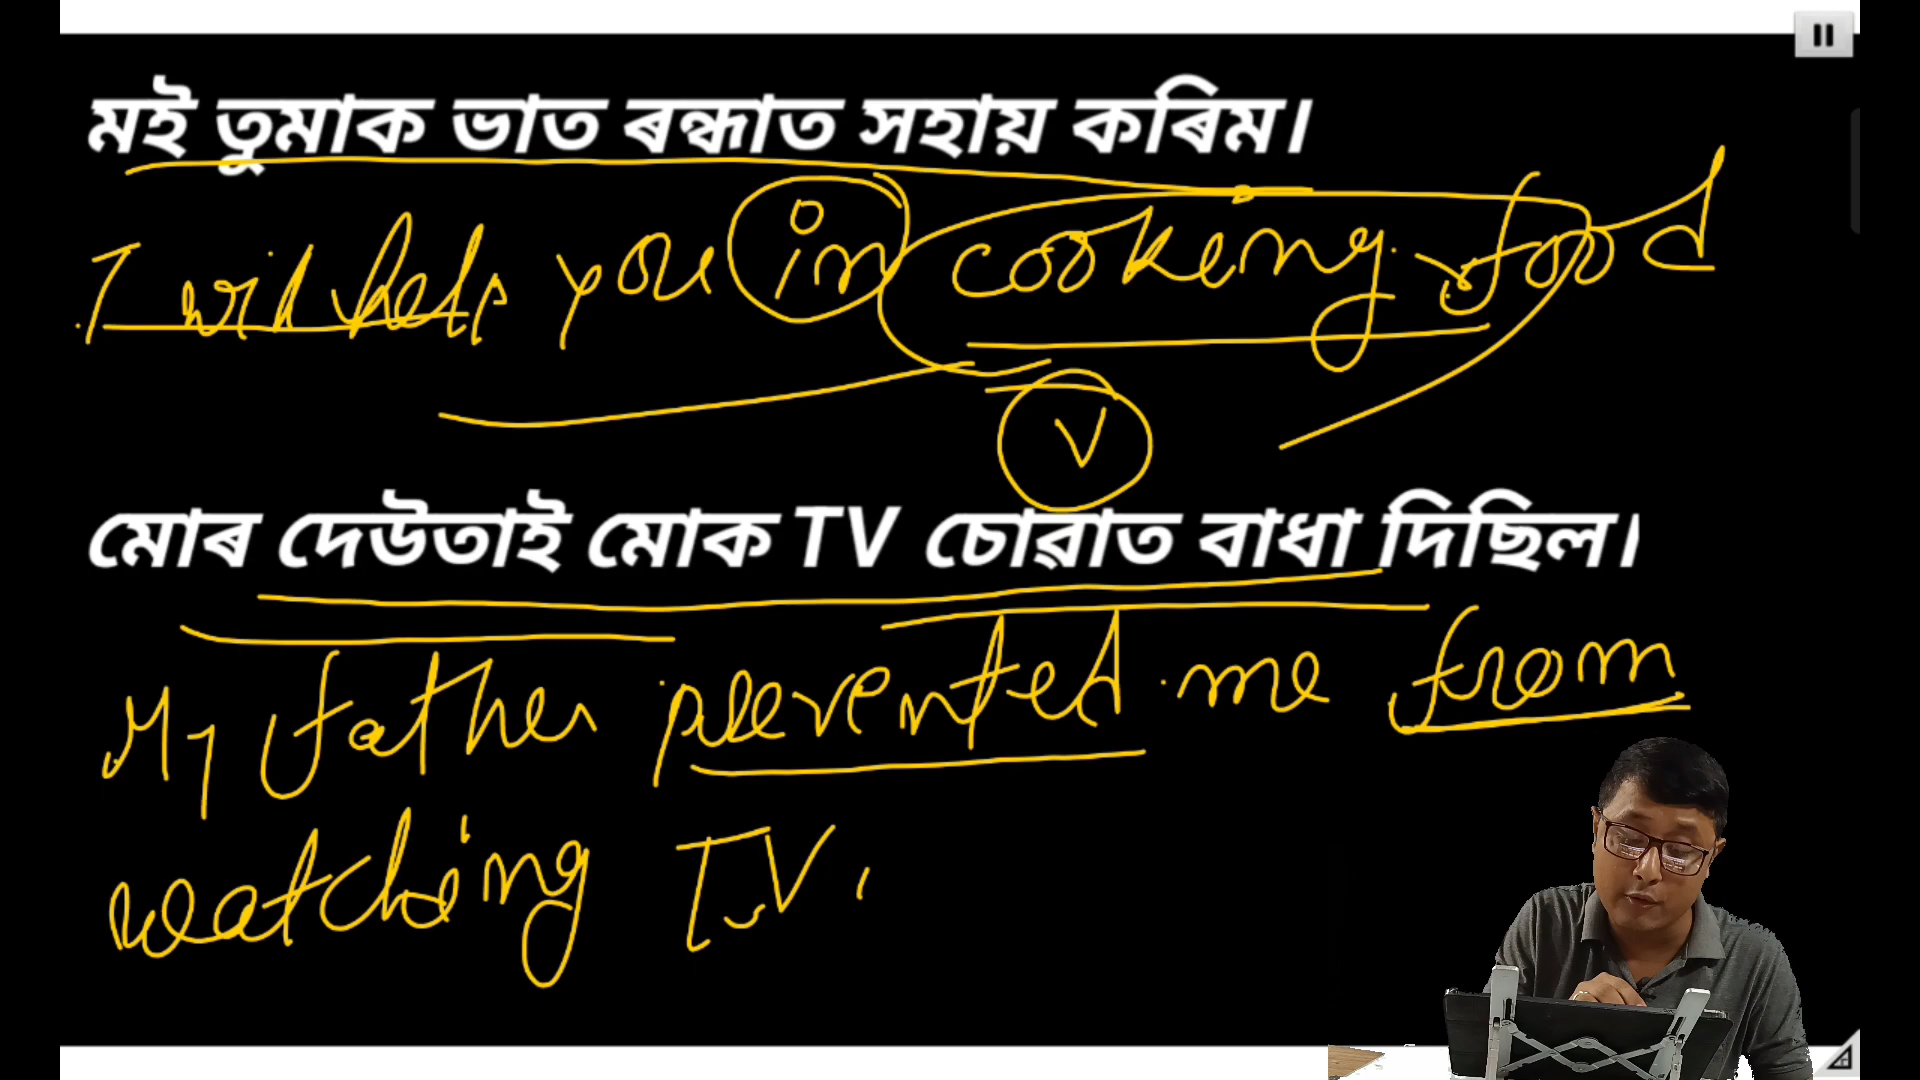 মই তুমাক ভাত ৰন্ধাত সহায় কৰিম।
I will help you in cooking food
V
মোৰ দেউতাই মোক TV চোৱাত বাধা দিছিল।
My father prevented me from
watching T.V.